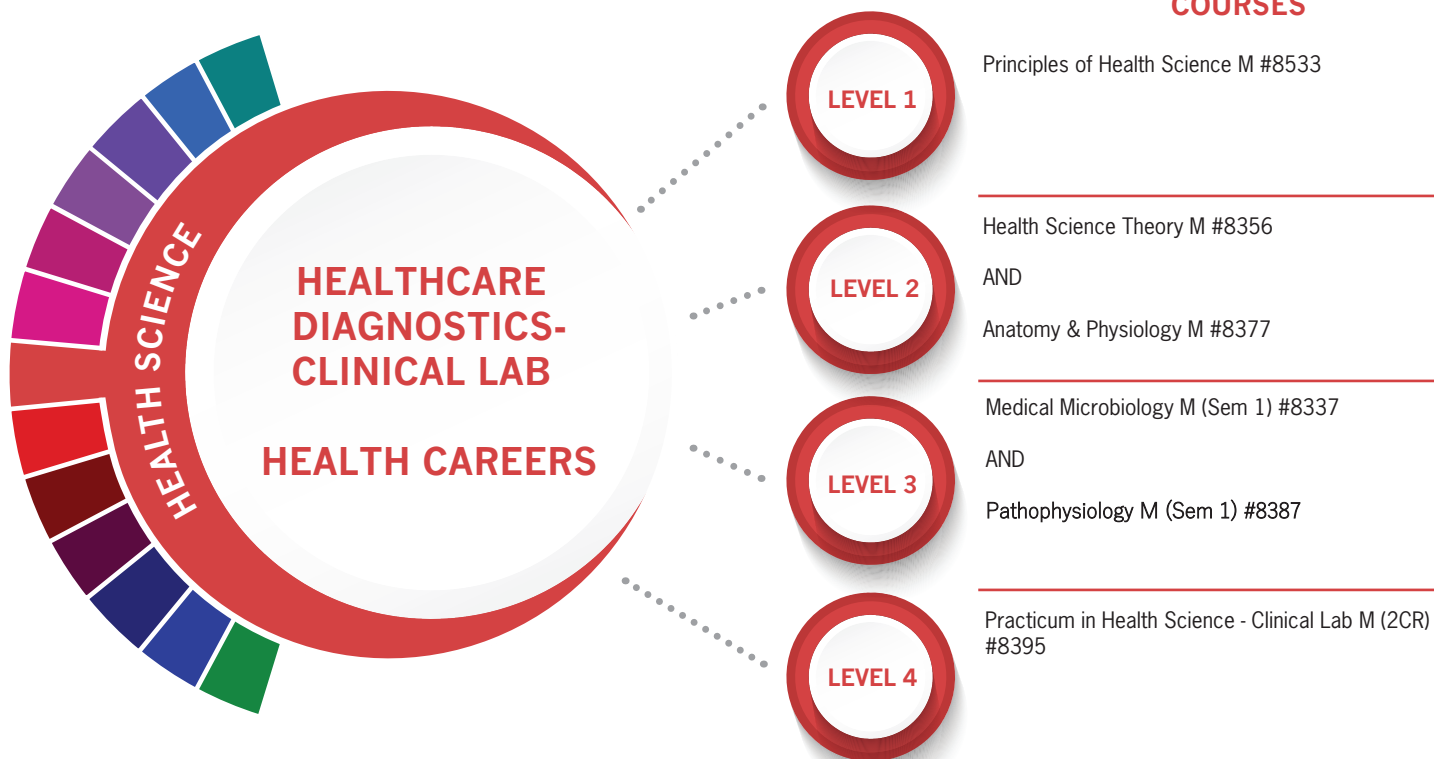 COURSES
HEALTH SCIENCE
HEALTHCARE
DIAGNOSTICS-
CLINICAL LAB
HEALTH CAREERS
LEVEL 1
Principles of Health Science M #8533
LEVEL 2
Health Science Theory M #8356
AND
Anatomy & Physiology M #8377
LEVEL 3
Medical Microbiology M (Sem 1) #8337
AND
Pathophysiology M (Sem 1) #8387
LEVEL 4
Practicum in Health Science - Clinical Lab M (2CR)
#8395